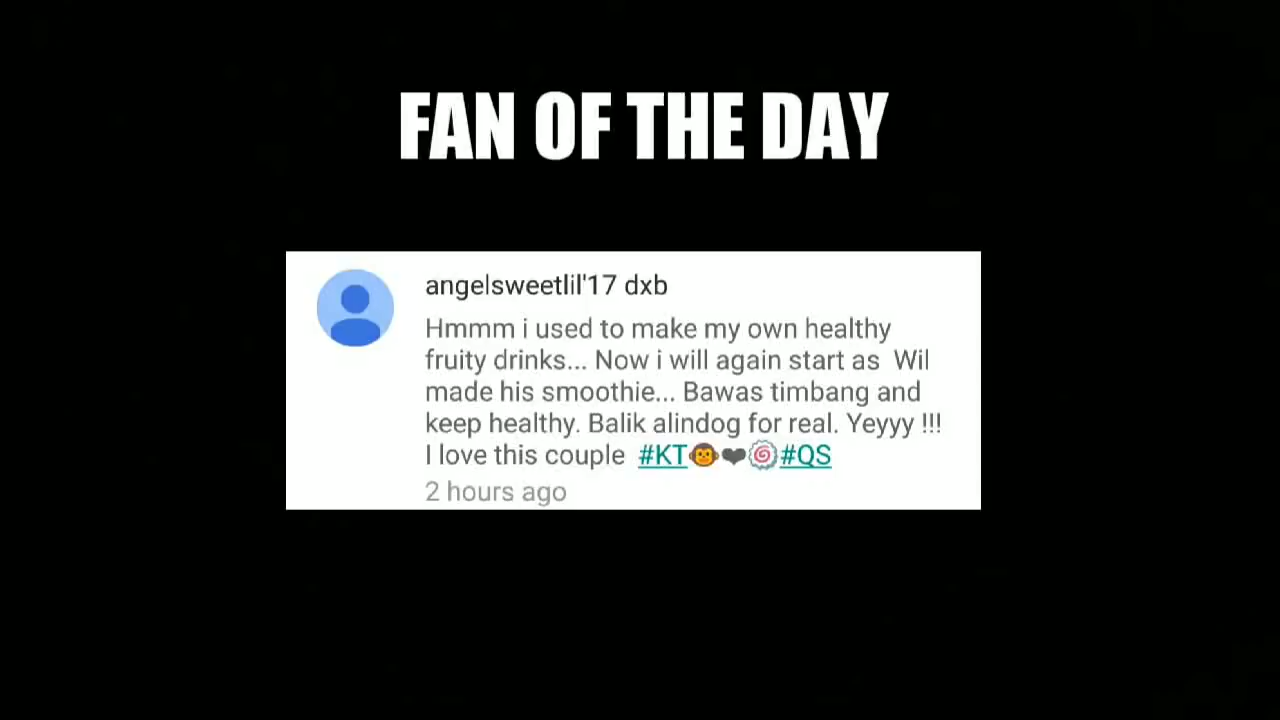 FAN OF THE DAY
angelsweetlil'17 dxb
Hmmm i used to make my own healthy
fruity drinks... Now i will again start as Wil
made his smoothie... Bawas timbang and
keep healthy. Balik alindog for real. Yeyyy !!!
I love this couple #KT🐵❤🍥#QS
2 hours ago